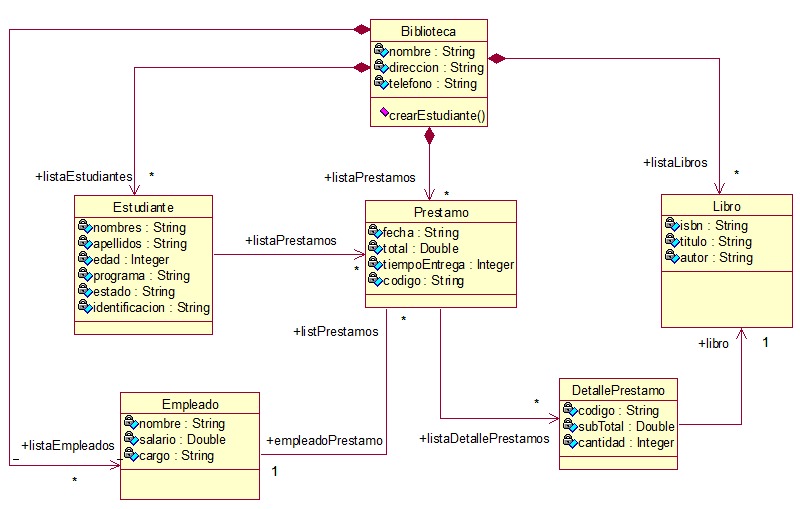 Biblioteca
nombre : String
direccion : String
telefono : String
crearEstudiante()
+listaEstudiantes
*
+listaPrestamos
*
+listaLibros
*
Estudiante
nombres : String
apellidos : String
edad : Integer
programa : String
estado : String
identificacion : String
+listaPrestamos
*
Prestamo
fecha : String
total : Double
tiempoEntrega : Integer
codigo : String
Libro
isbn : String
titulo : String
autor : String
+listPrestamos
*
+libro
1
Empleado
nombre : String
salario : Double
cargo : String
+listaEmpleados
*
+empleadoPrestamo
1
*
+listaDetallePrestamos
DetallePrestamo
codigo : String
subTotal : Double
cantidad : Integer